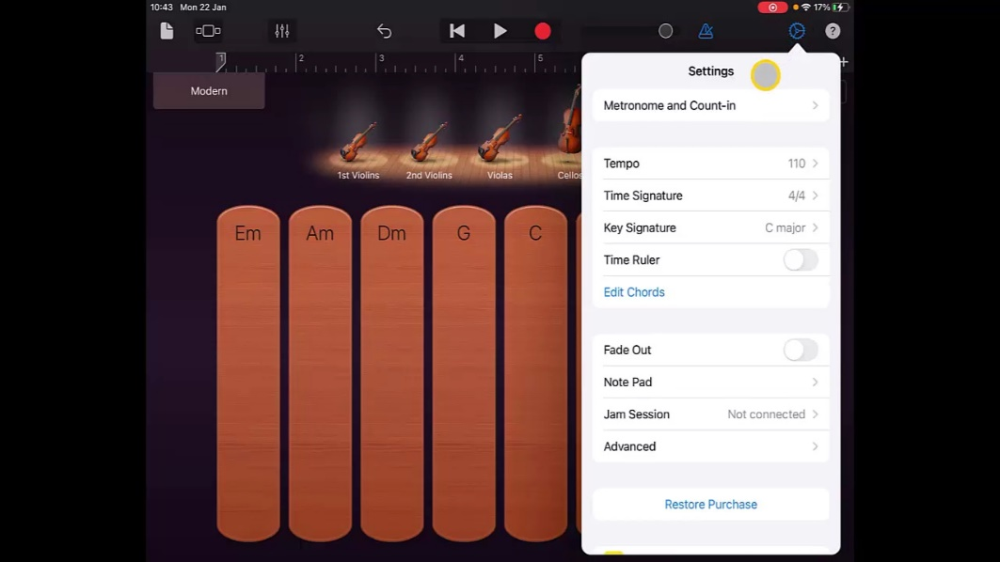 10:43 Mon 22 Jan
17%
1 2 3 4 5
Settings
Modern
Metronome and Count-in
Tempo 110
1st Violins 2nd Violins Violas Cellos
Time Signature 4/4
Em Am Dm G C
Key Signature C major
Time Ruler
Edit Chords
Fade Out
Note Pad
Jam Session Not connected
Advanced
Restore Purchase